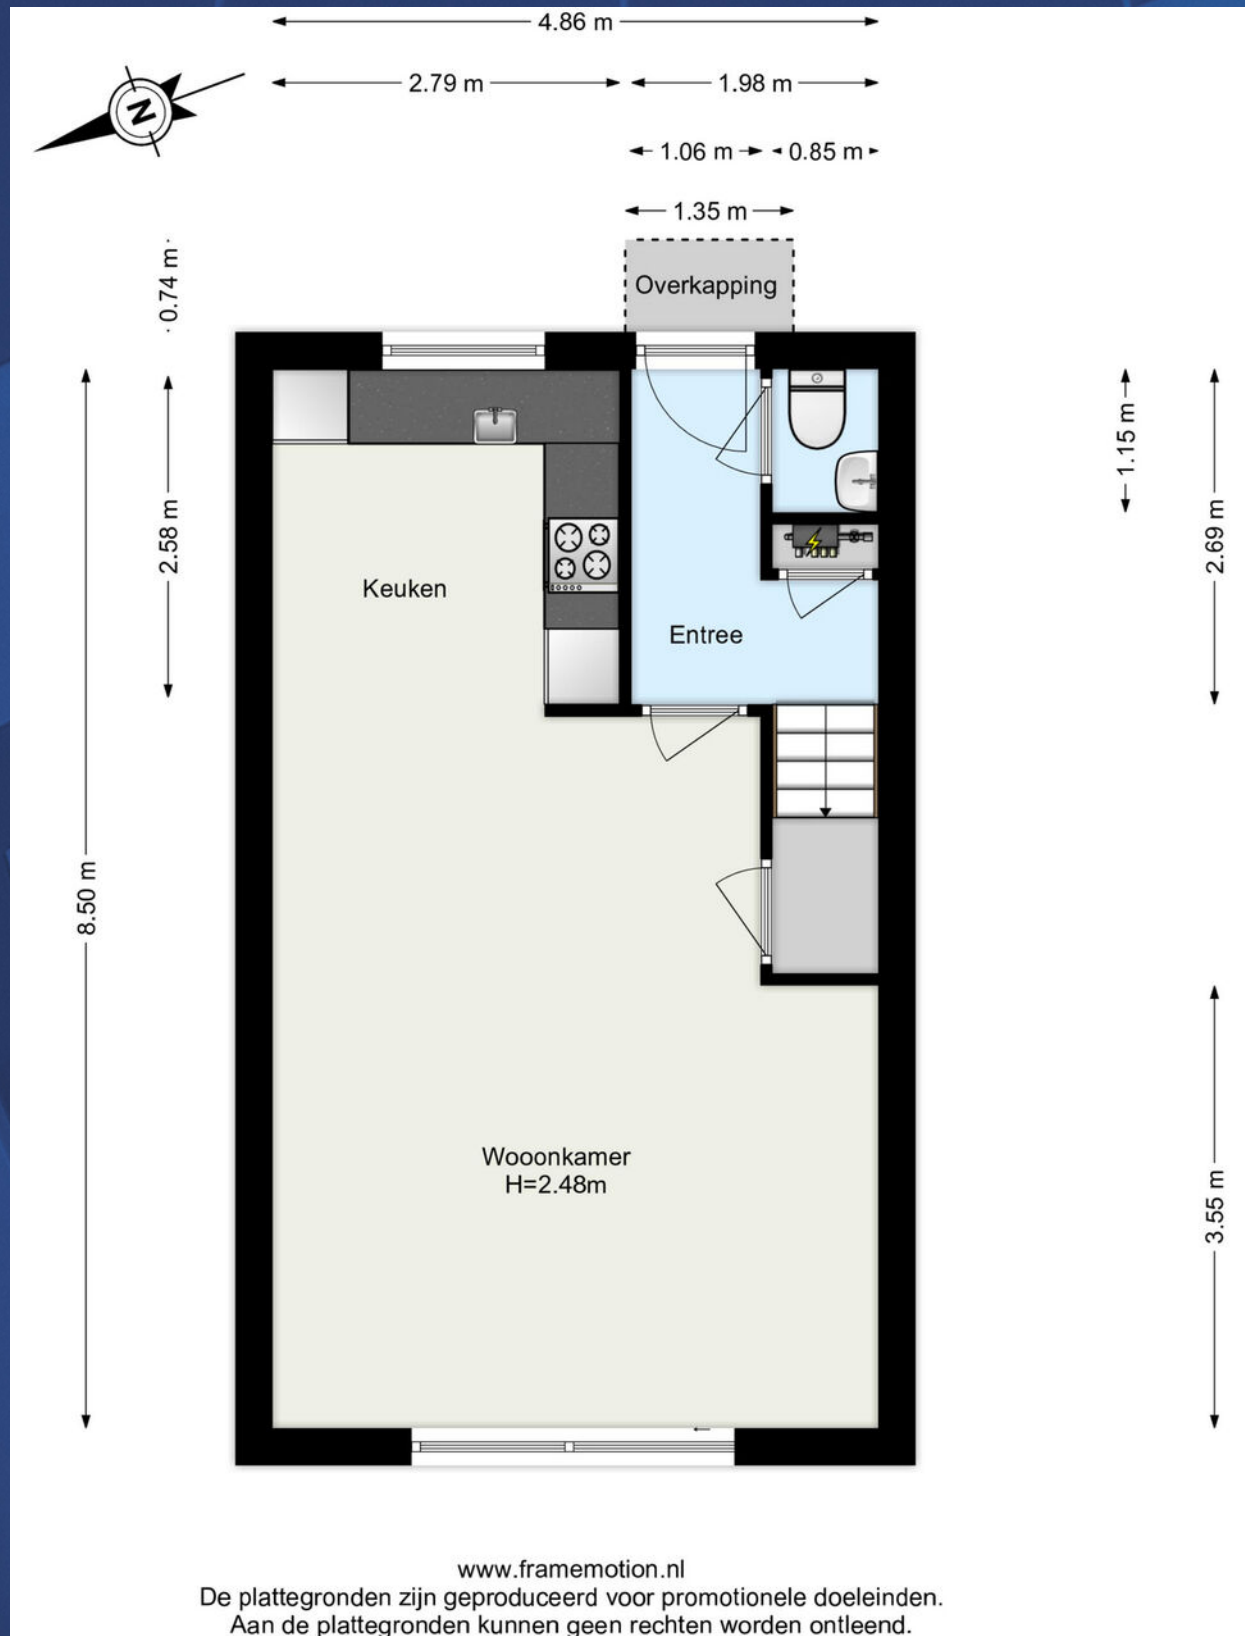 4.86 m
2.79 m
1.98 m
N
1.06 m
0.85 m
1.35 m
0.74 m
Overkapping
1.15 m
2.58 m
2.69 m
Keuken
Entree
8.50 m
Wooonkamer
H=2.48m
3.55 m
www.framemotion.nl
De plattegronden zijn geproduceerd voor promotionele doeleinden.
Aan de plattegronden kunnen geen rechten worden ontleend.